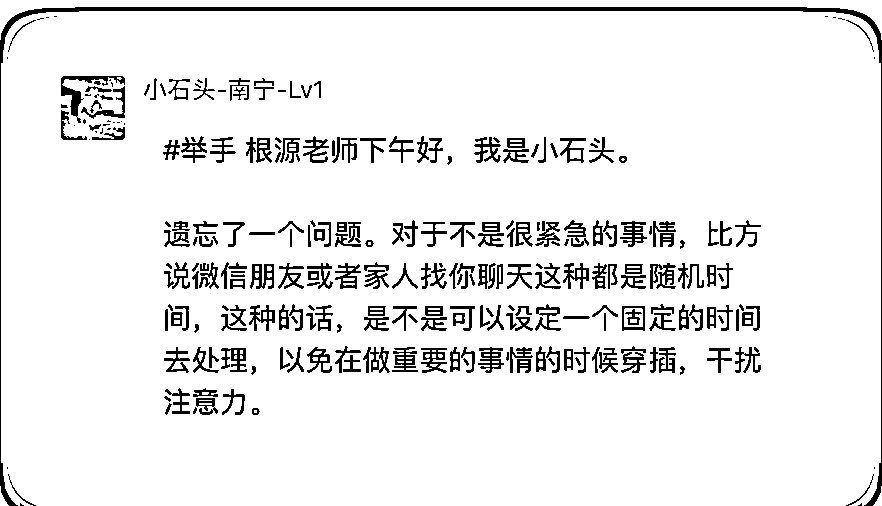 小石头-南宁-Lv1
#举手 根源老师下午好，我是小石头。
遗忘了一个问题。对于不是很紧急的事情，比方
说微信朋友或者家人找你聊天这种都是随机时
间，这种的话，是不是可以设定一个固定的时间
去处理，以免在做重要的事情的时候穿插，干扰
注意力。